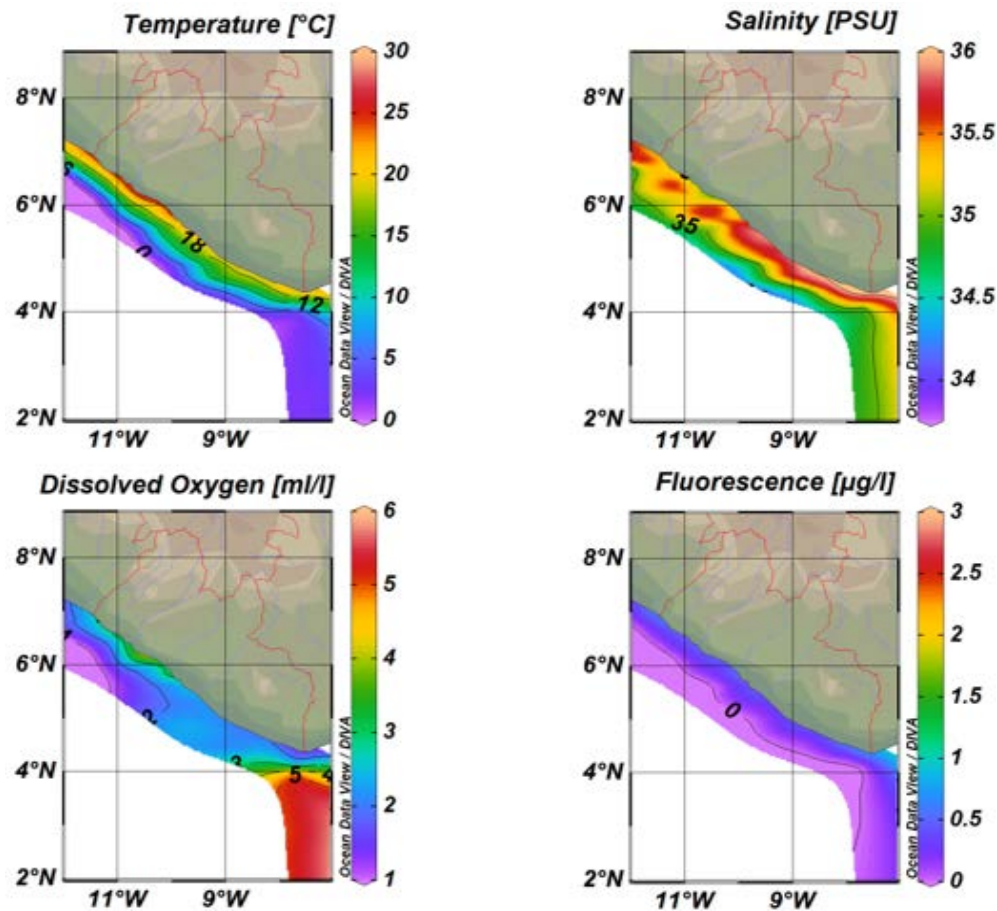 Temperature [°C]
30
25
20
15
10
5
0
8°N
6°N
4°N
2°N
11°W 9°W
0
18
12
Ocean Data View / DIVA
Salinity [PSU]
36
35.5
35
34.5
34
8°N
6°N
4°N
2°N
11°W 9°W
35
Ocean Data View / DIVA
Dissolved Oxygen [ml/l]
6
5
4
3
2
1
8°N
6°N
4°N
2°N
11°W 9°W
1
2
3
5
4
Ocean Data View / DIVA
Fluorescence [µg/l]
3
2.5
2
1.5
1
0.5
0
8°N
6°N
4°N
2°N
11°W 9°W
0
Ocean Data View / DIVA